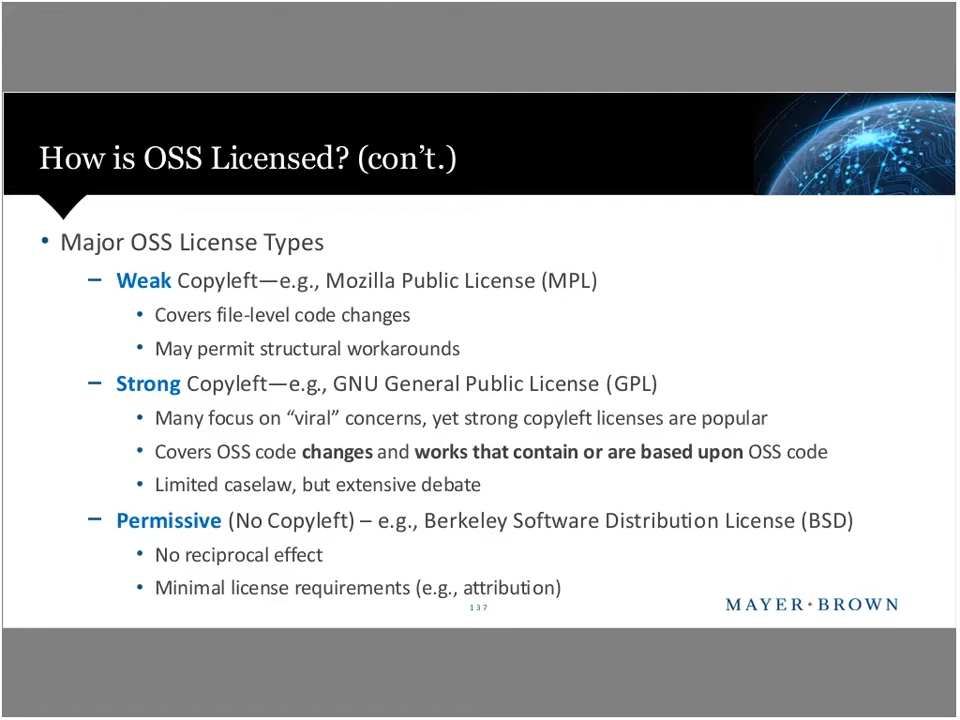 How is OSS Licensed? (con’t.)
• Major OSS License Types
– Weak Copyleft—e.g., Mozilla Public License (MPL)
• Covers file-level code changes
• May permit structural workarounds
– Strong Copyleft—e.g., GNU General Public License (GPL)
• Many focus on “viral” concerns, yet strong copyleft licenses are popular
• Covers OSS code changes and works that contain or are based upon OSS code
• Limited caselaw, but extensive debate
– Permissive (No Copyleft) – e.g., Berkeley Software Distribution License (BSD)
• No reciprocal effect
• Minimal license requirements (e.g., attribution)
137
MAYER•BROWN